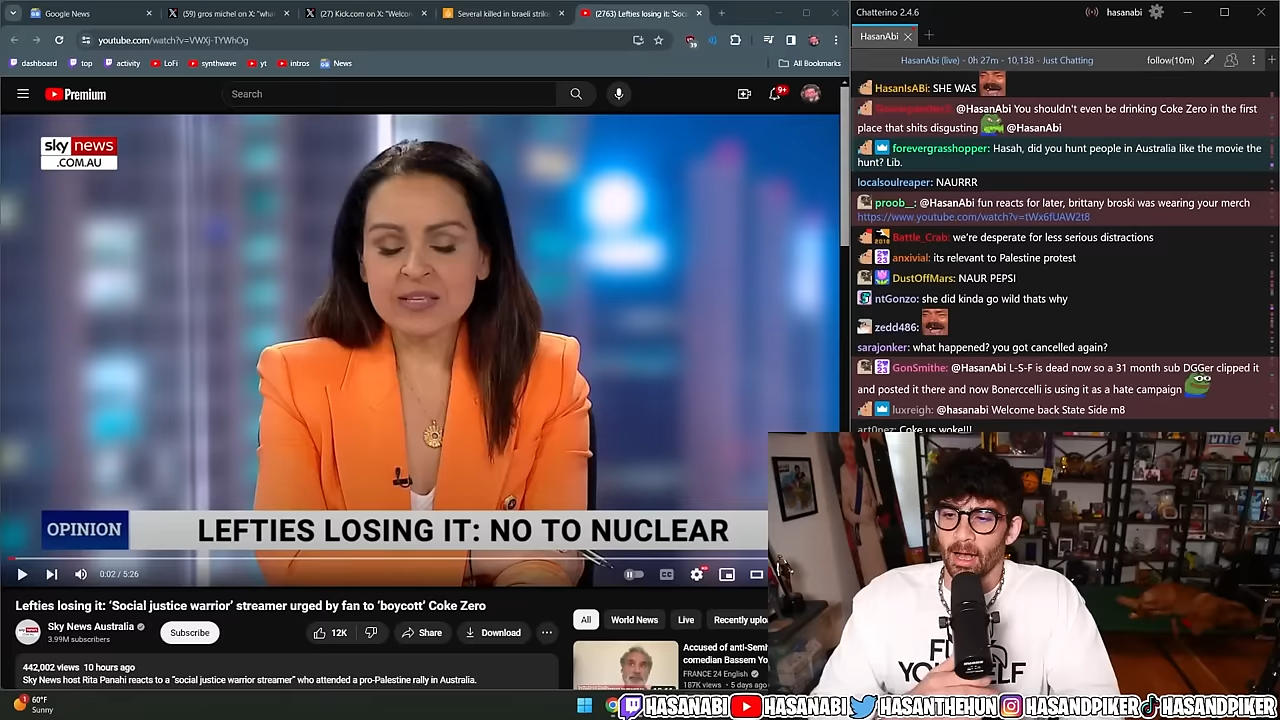 Google News
(59) gros michel on X: "wha
(27) Kick.com on X: "Welcon
Several killed in Israeli strike
(2763) Lefties losing it: 'Soc
youtube.com/watch?v=VWXj-TYWhOg
39
dashboard
top
activity
LoFi
synthwave
yt
intros
News
All Bookmarks
Premium
Search
9+
sky news
.COM.AU
OPINION
LEFTIES LOSING IT: NO TO NUCLEAR
0:02 / 5:26
Lefties losing it: 'Social justice warrior' streamer urged by fan to 'boycott' Coke Zero
Sky News Australia
3.99M subscribers
Subscribe
12K
Share
Download
442,002 views 10 hours ago
Sky News host Rita Panahi reacts to a "social justice warrior streamer" who attended a pro-Palestine rally in Australia.
All
World News
Live
Recently uplo
Accused of anti-Semi
comedian Bassem Yo
FRANCE 24 English
187K views • 5 days ago
60°F
Sunny
Chatterino 2.4.6
hasanabi
HasanAbi
HasanAbi (live) - 0h 27m - 10,138 - Just Chatting
follow(10m)
HasanIsABi: SHE WAS
@HasanAbi You shouldn't even be drinking Coke Zero in the first
place that shits disgusting @HasanAbi
forevergrasshopper: Hasah, did you hunt people in Australia like the movie the
hunt? Lib.
localsoulreaper: NAURRR
proob__: @HasanAbi fun reacts for later, brittany broski was wearing your merch
https://www.youtube.com/watch?v=tWx6fUAW2t8
Battle_Crab: we're desperate for less serious distractions
anxivial: its relevant to Palestine protest
DustOffMars: NAUR PEPSI
ntGonzo: she did kinda go wild thats why
zedd486:
sarajonker: what happened? you got cancelled again?
GonSmithe: @HasanAbi L-S-F is dead now so a 31 month sub DGGer clipped it
and posted it there and now Bonerccelli is using it as a hate campaign
luxreigh: @hasanabi Welcome back State Side m8
art0nez: Coke us woke!!!
HASANABI
HASANABI
HASANTHEHUN
HASANDPIKER
HASANDPIKER